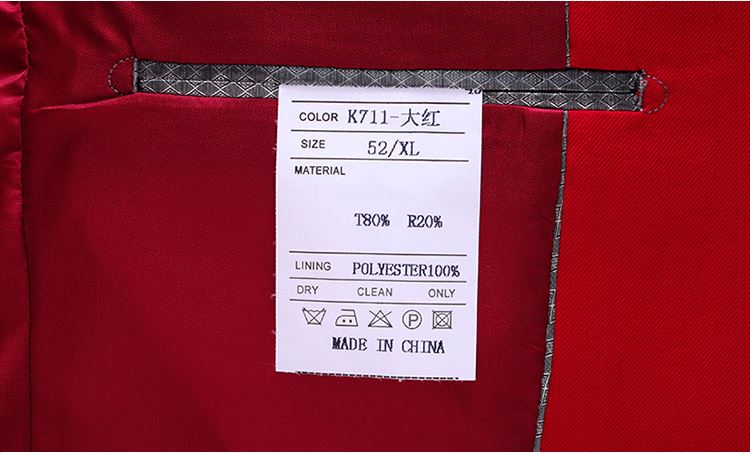 COLOR K711-大红
SIZE 52/XL
MATERIAL
T80% R20%
LINING POLYESTER100%
DRY CLEAN ONLY
P
MADE IN CHINA